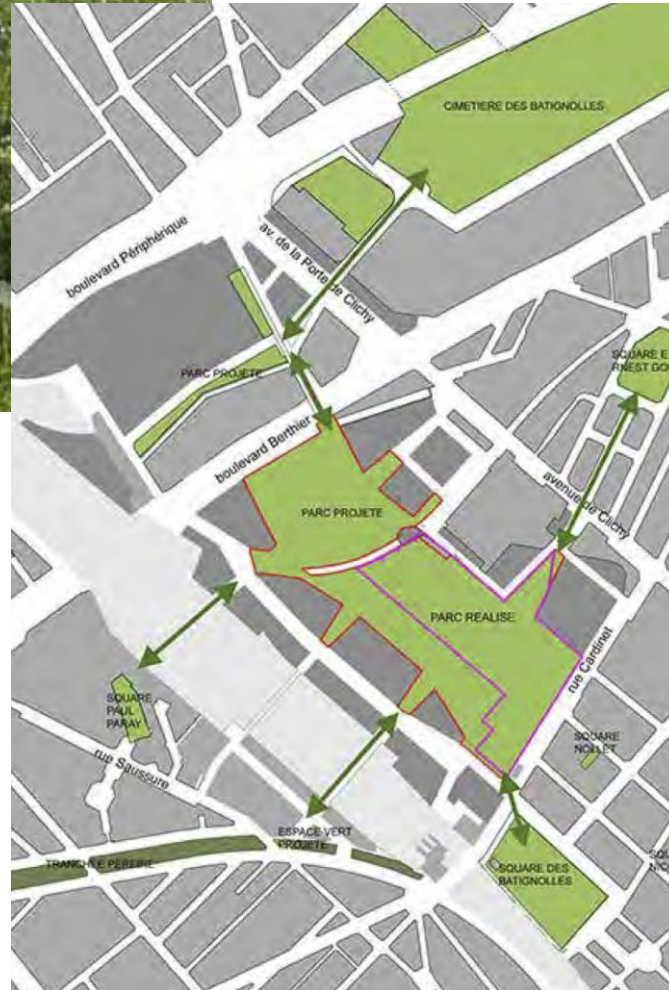 CIMETIERE DES BATIGNOLLES
boulevard Périphérique
av. de la Porte de Clichy
SQUARE E
RNEST GO
PARC PROJETE
boulevard Berthier
avenue de Clichy
PARC PROJETE
PARC REALISE
rue Cardinet
SQUARE
PAUL
PARAY
SQUARE
NOLLET
rue Saussure
ESPACE VERT
PROJETE
TRANCHEE PEREIRE
SQUARE DES
BATIGNOLLES
SQU